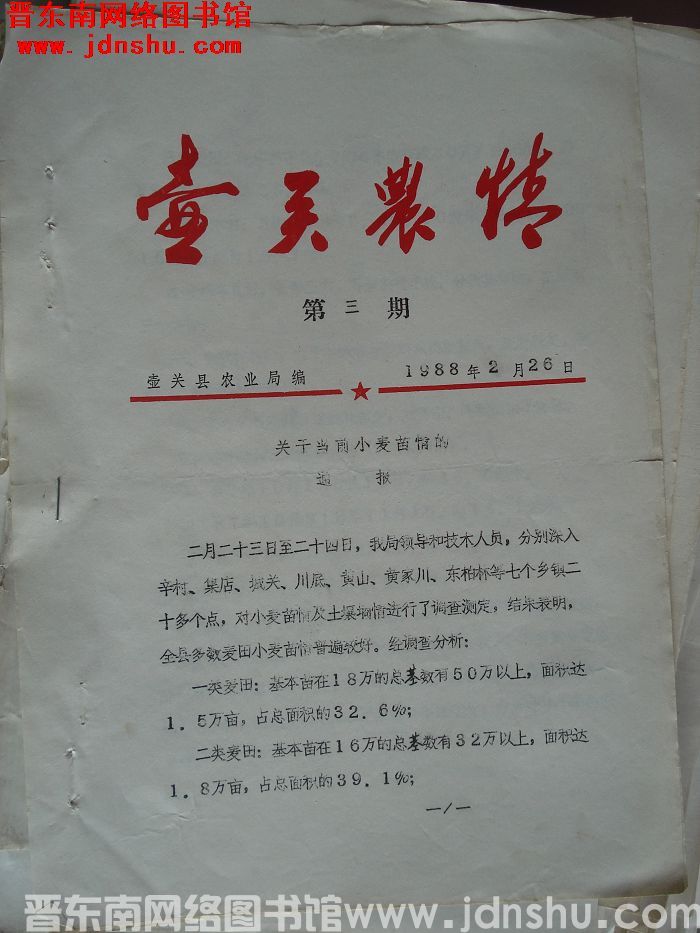 晋东南网络图书馆
www.jdnshu.com
壶关農情
第三期
壶关县农业局编
1988年2月26日
关于当前小麦苗情的
通报
二月二十三日至二十四日，我局领导和技术人员，分别深入
辛村、集店、城关、川底、黄山、黄家川、东柏林等七个乡镇二
十多个点，对小麦苗情及土壤墒情进行了调查测定，结果表明，
全县多数麦田小麦苗情普遍较好。经调查分析：
一类麦田：基本苗在18万的总基数有50万以上，面积达
1．5万亩，占总面积的32．6％；
二类麦田：基本苗在16万的总基数有32万以上，面积达
1．8万亩，占总面积的39．1％；
—1—
晋东南网络图书馆www.jdnshu.com